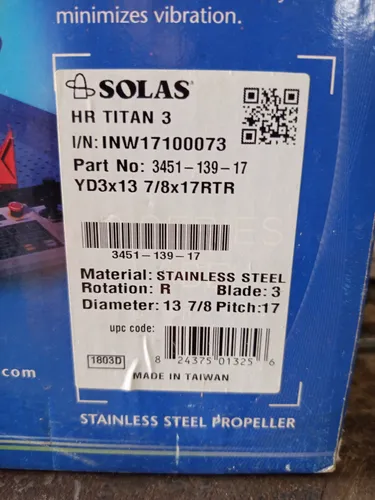 minimizes vibration.
SOLAS®
HR TITAN 3
I/N: INW17100073
Part No: 3451-139-17
YD3x13 7/8x17RTR
3451-139-17
Material: STAINLESS STEEL
Rotation: R Blade: 3
Diameter: 13 7/8 Pitch:17
upc code:
1803D
8 24375 01325 6
MADE IN TAIWAN
.com
STAINLESS STEEL PROPELLER